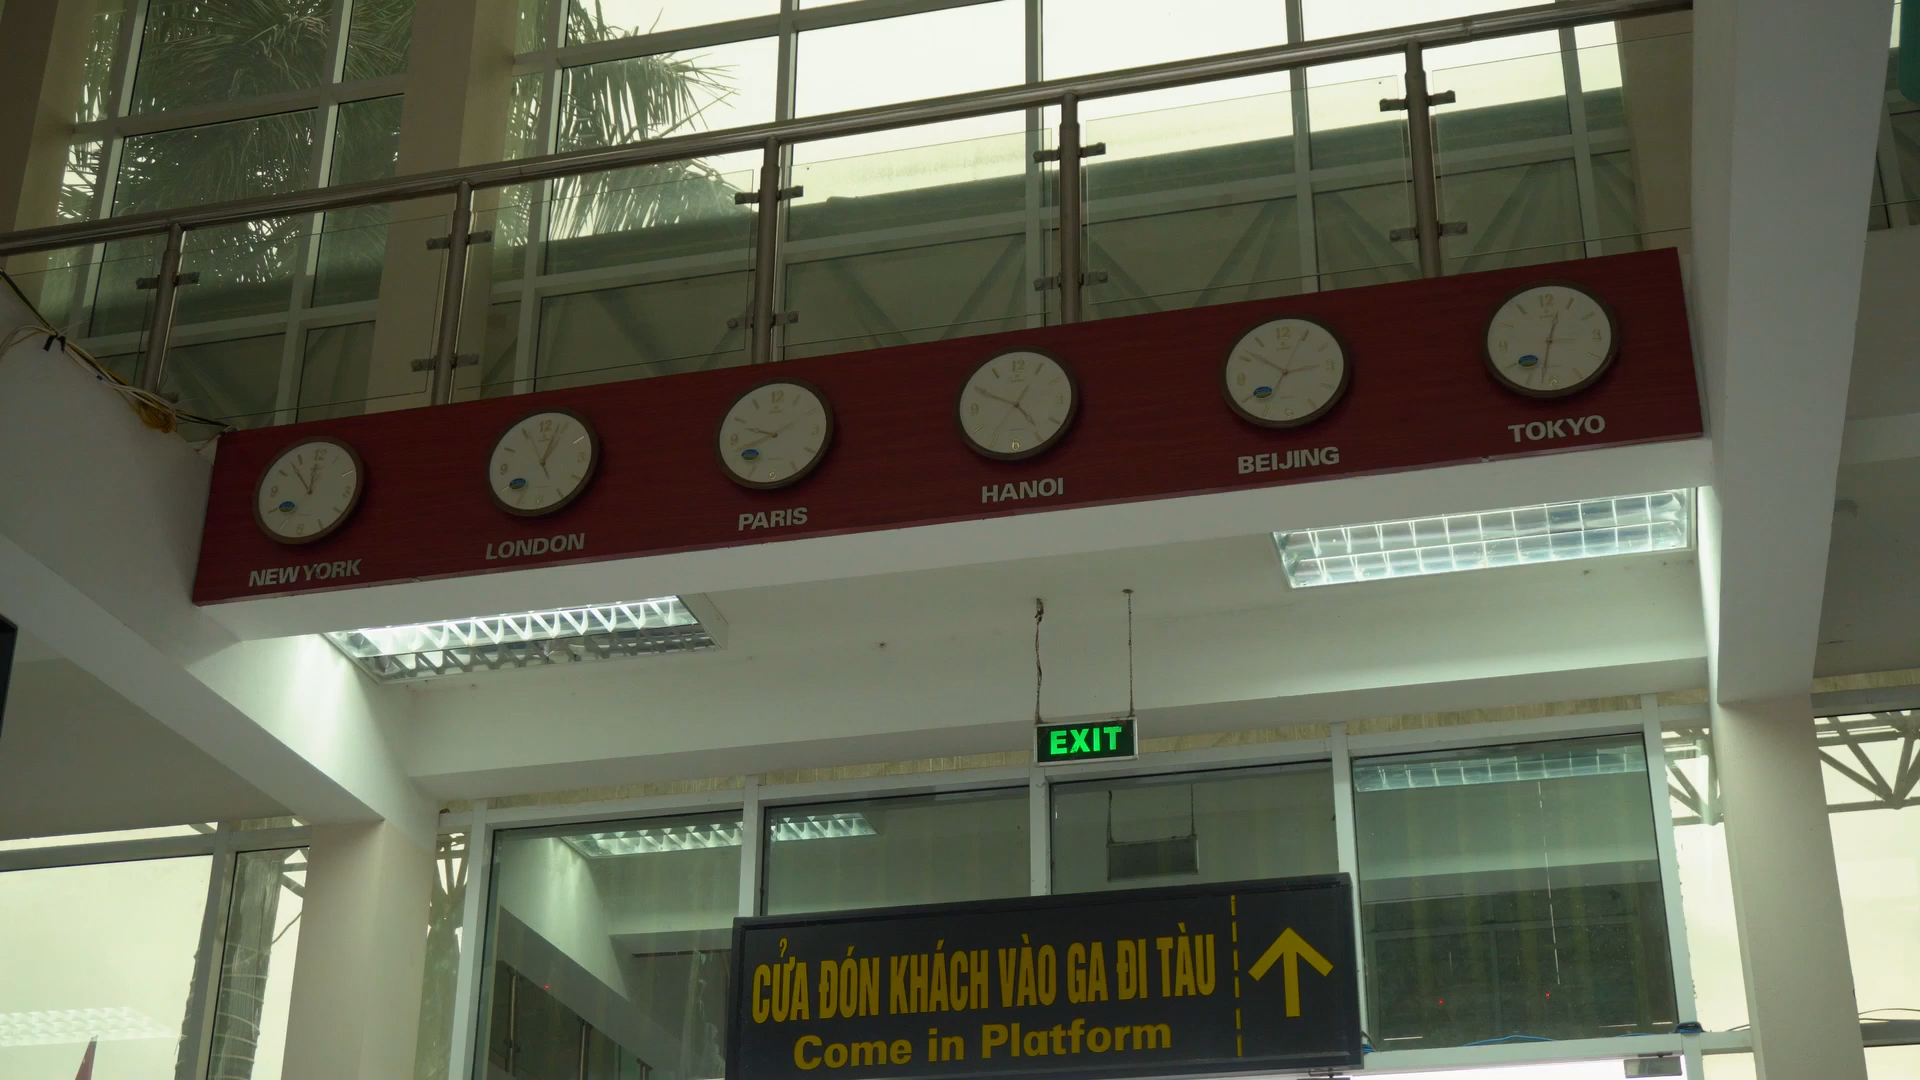 NEW YORK
LONDON
PARIS
HANOI
BEIJING
TOKYO
EXIT
CỬA ĐÓN KHÁCH VÀO GA ĐI TÀU
Come in Platform